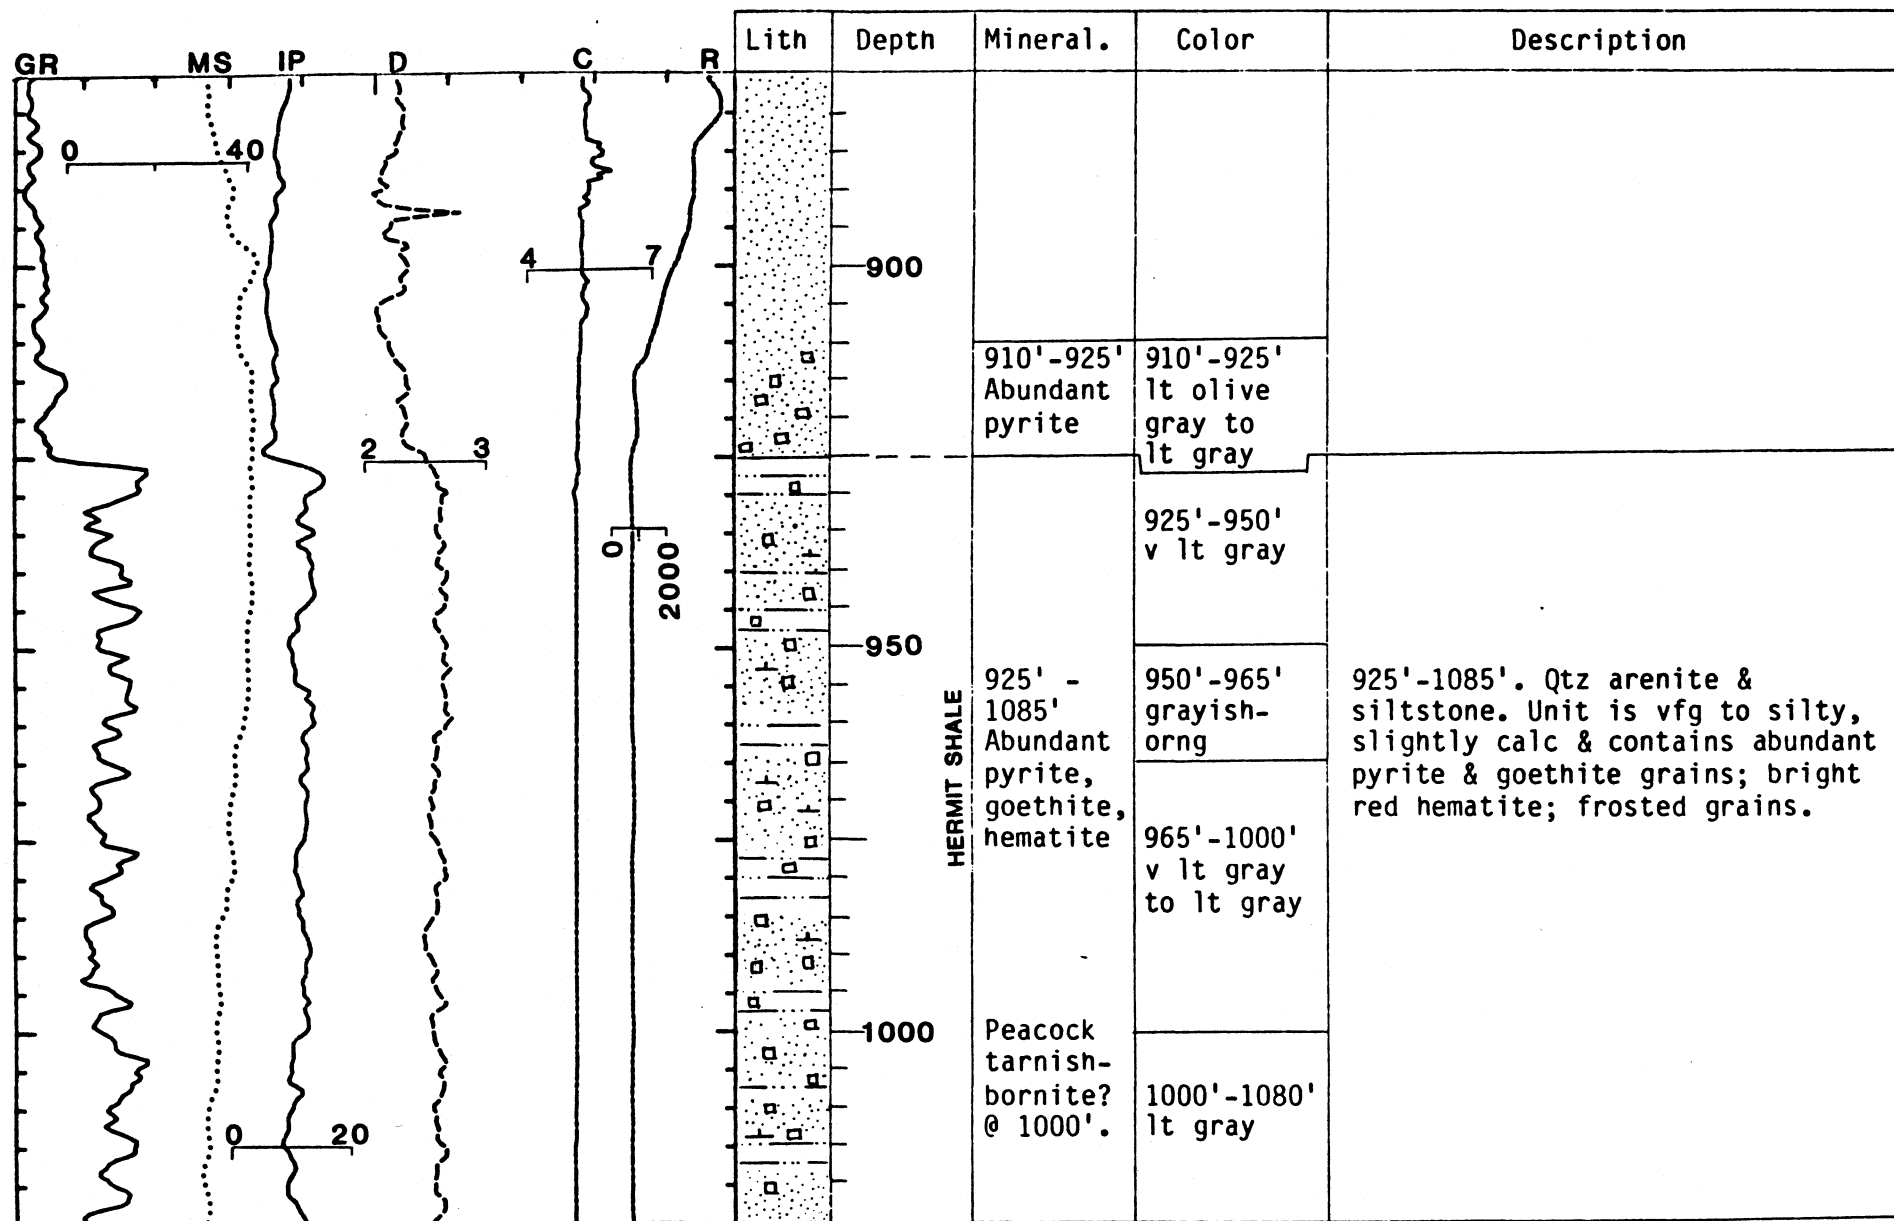 GR MS IP D C R
Lith Depth Mineral. Color Description
0 40
4 7
900
910'-925'
Abundant
pyrite
910'-925'
lt olive
gray to
lt gray
2 3
925'-950'
v lt gray
0 2000
950
HERMIT SHALE
925' -
1085'
Abundant
pyrite,
goethite,
hematite
950'-965'
grayish-
orng
925'-1085'. Qtz arenite &
siltstone. Unit is vfg to silty,
slightly calc & contains abundant
pyrite & goethite grains; bright
red hematite; frosted grains.
965'-1000'
v lt gray
to lt gray
1000
Peacock
tarnish-
bornite?
@ 1000'.
1000'-1080'
lt gray
0 20